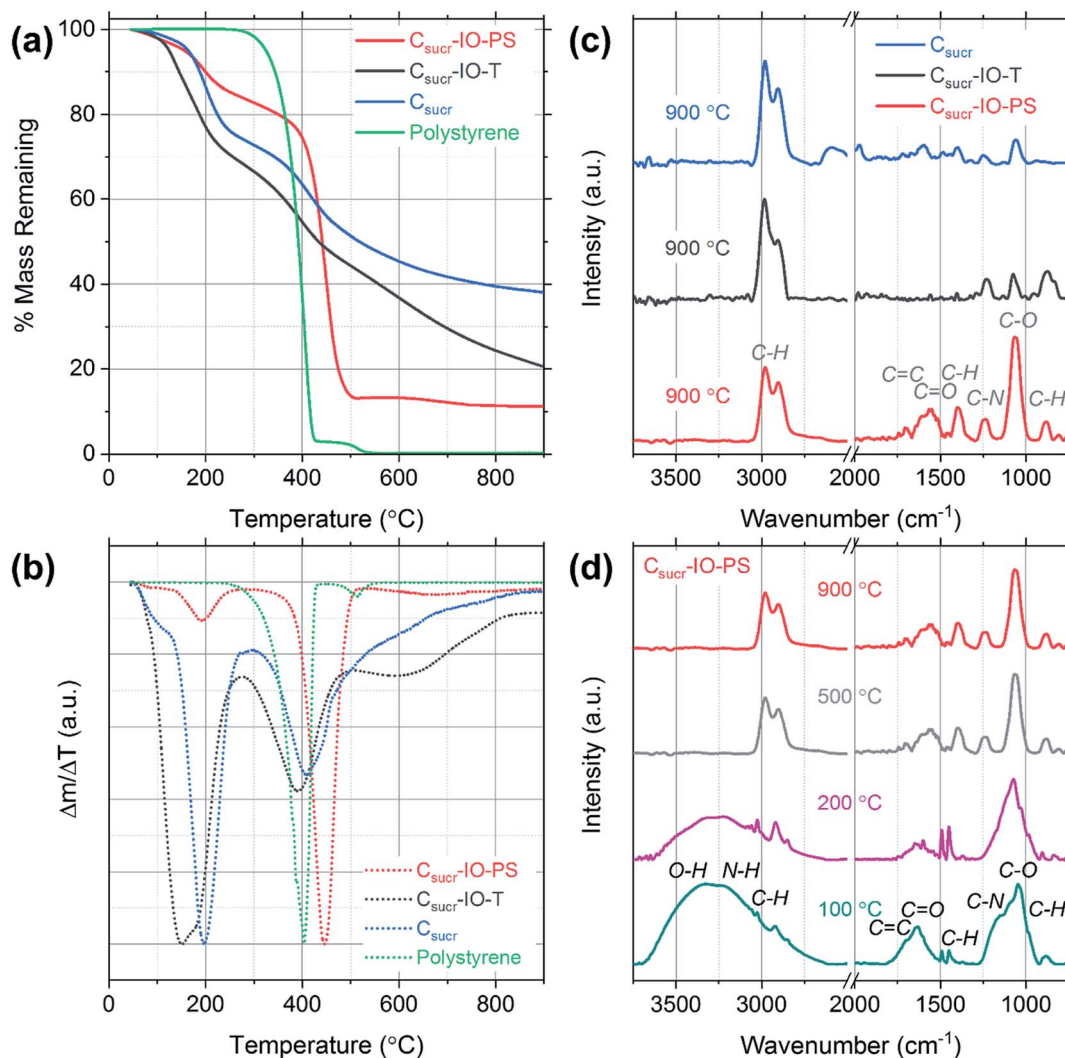 (a)
100
80
60
40
20
0
% Mass Remaining
C_sucr-IO-PS
C_sucr-IO-T
C_sucr
Polystyrene
0 200 400 600 800
Temperature (°C)
(c)
C_sucr
C_sucr-IO-T
C_sucr-IO-PS
900 °C
900 °C
900 °C
C-H
C=C
C=O
C-H
C-N
C-O
C-H
Intensity (a.u.)
3500 3000 2500 2000 1500 1000
Wavenumber (cm⁻¹)
(b)
Δm/ΔT (a.u.)
C_sucr-IO-PS
C_sucr-IO-T
C_sucr
Polystyrene
0 200 400 600 800
Temperature (°C)
(d)
C_sucr-IO-PS
900 °C
500 °C
200 °C
100 °C
O-H
N-H
C-H
C=C
C=O
C-H
C-N
C-O
C-H
Intensity (a.u.)
3500 3000 2500 2000 1500 1000
Wavenumber (cm⁻¹)